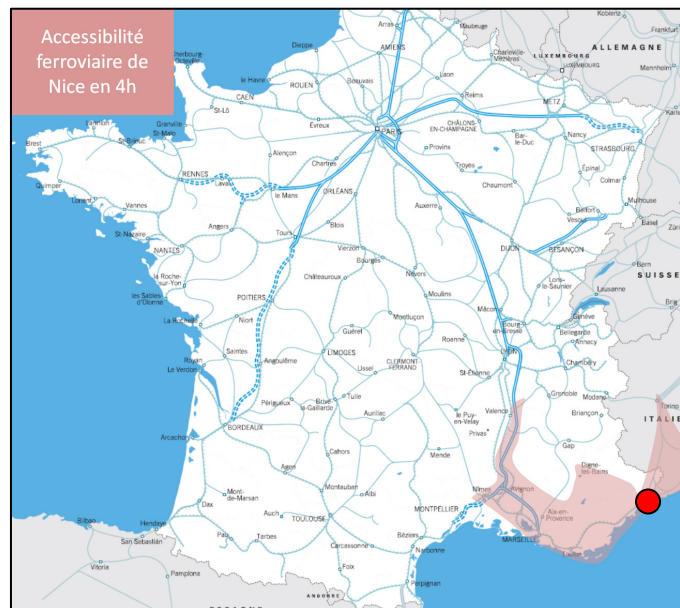 Accessibilité
ferroviaire de
Nice en 4h
Arras
Maubeuge
Koblenz
Frankfurt
ALLEMAGNE
Dieppe
AMIENS
Charleville-
Mézières
LUXEMBOURG
LUXEMBOURG
Mannheim
Cherbourg-
Octeville
le Havre
ROUEN
Beauvais
Laon
St-Lô
CAEN
Reims
METZ
Evreux
PARIS
CHÂLONS-
EN-CHAMPAGNE
Bar-
le-Duc
Nancy
STRASBOURG
Lannion
Granville
St-Malo
Brest
St-Brieuc
Alençon
Chartres
Provins
Troyes
Épinal
Colmar
Quimper
RENNES
Laval
le Mans
Chaumont
Lorient
Vannes
ORLÉANS
Auxerre
Mulhouse
Belfort
Vesoul
Basel
Angers
Blois
St-Nazaire
NANTES
Tours
Vierzon
Bourges
DIJON
BESANÇON
Bern
Nevers
SUISSE
la Roche-
sur-Yon
Châteauroux
Lons-
le-Saunier
Lausanne
les Sables-
d'Olonne
POITIERS
Moulins
Mâcon
Brig
La Rochelle
Niort
Montluçon
Bourg-
en-Bresse
Genève
Bellegarde
Guéret
Roanne
Annecy
Royan
Le Verdon
Saintes
Angoulême
LIMOGES
Ussel
CLERMONT-
FERRAND
LYON
Chambéry
St-Étienne
Périgueux
Brive-
la-Gaillarde
Tulle
Grenoble
Modane
Torino
BORDEAUX
Aurillac
le Puy-
en-Velay
Valence
Briançon
ITALIE
Arcachon
Privas
Gap
Cahors
Mende
Agen
Digne-
les-Bains
Mont-
de-Marsan
Montauban
Albi
Nîmes
Avignon
Dax
Auch
TOULOUSE
MONTPELLIER
Aix-en
Provence
Bilbao
Hendaye
Pau
Tarbes
Béziers
MARSEILLE
Toulon
San Sebastián
Carcassonne
Narbonne
Foix
Vitoria
Pamplona
Perpignan
ANDORRE